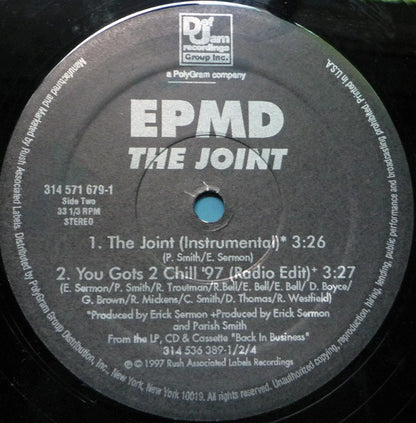 Def
Jam
recordings
Group Inc.
a PolyGram company
EPMD
THE JOINT
314 571 679-1
Side Two
33 1/3 RPM
STEREO
1. The Joint (Instrumental)* 3:26
(P. Smith/E. Sermon)
2. You Gots 2 Chill '97 (Radio Edit)+ 3:27
(E. Sermon/P. Smith/R. Troutman/R.Bell/E. Bell/E. Bell/ D. Boyce/
G. Brown/R. Mickens/C. Smith/D. Thomas/R. Westfield)
*Produced by Erick Sermon +Produced by Erick Sermon
and Parish Smith
From the LP, CD & Cassette "Back In Business"
314 536 389-1/2/4
℗ © 1997 Rush Associated Labels Recordings
Manufactured and Marketed by Rush Associated Labels. Distributed by PolyGram Group Distribution, Inc., New York, New York 10019. All rights reserved. Unauthorized copying, reproduction, hiring, lending, public performance and broadcasting prohibited. Printed in U.S.A.